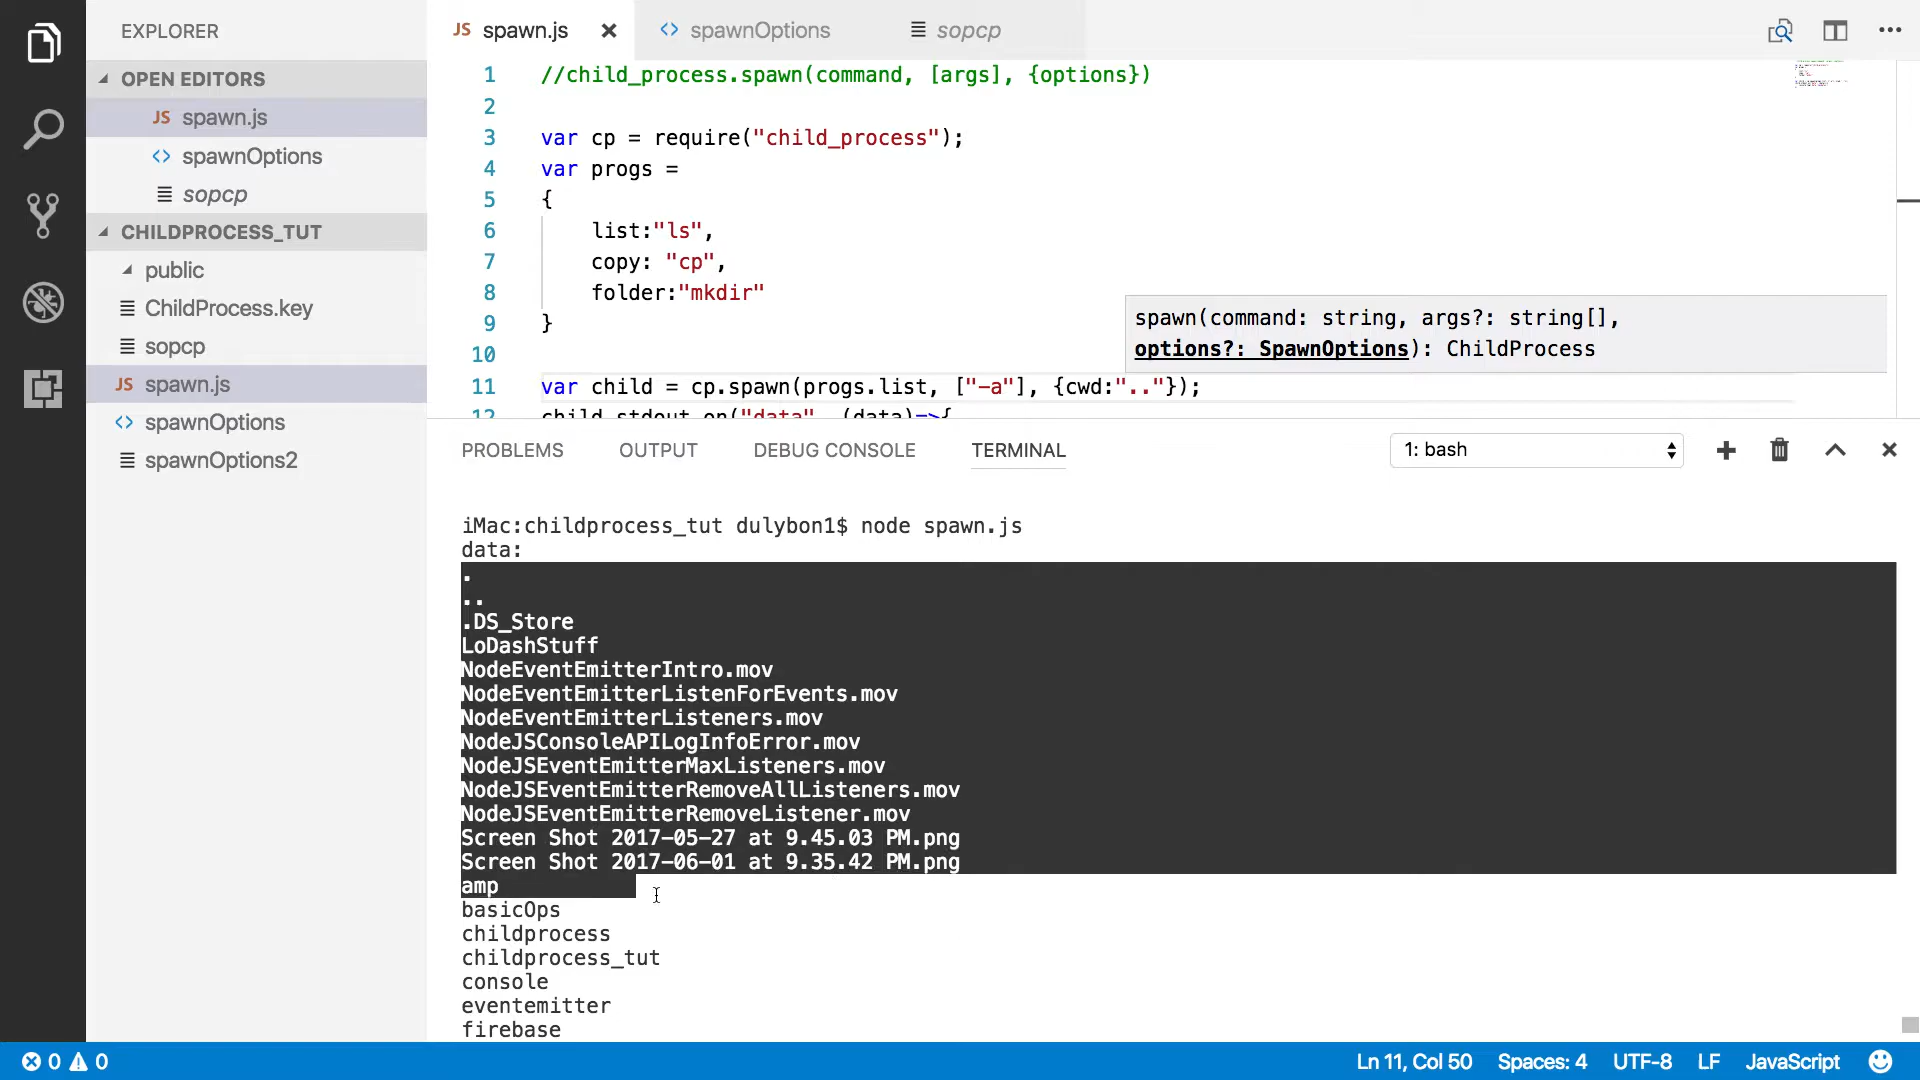 EXPLORER
OPEN EDITORS
JS spawn.js
<> spawnOptions
sopcp
CHILDPROCESS_TUT
public
ChildProcess.key
sopcp
JS spawn.js
<> spawnOptions
spawnOptions2
JS spawn.js
<> spawnOptions
sopcp
1 //child_process.spawn(command, [args], {options})
2
3 var cp = require("child_process");
4 var progs =
5 {
6 list:"ls",
7 copy: "cp",
8 folder:"mkdir"
9 }
10
11 var child = cp.spawn(progs.list, ["-a"], {cwd:".."});
12 child.stdout.on("data", (data)=>{
spawn(command: string, args?: string[],
options?: SpawnOptions): ChildProcess
PROBLEMS OUTPUT DEBUG CONSOLE TERMINAL
1: bash
iMac:childprocess_tut dulybon1$ node spawn.js
data:
.
..
.DS_Store
LoDashStuff
NodeEventEmitterIntro.mov
NodeEventEmitterListenForEvents.mov
NodeEventEmitterListeners.mov
NodeJSConsoleAPILogInfoError.mov
NodeJSEventEmitterMaxListeners.mov
NodeJSEventEmitterRemoveAllListeners.mov
NodeJSEventEmitterRemoveListener.mov
Screen Shot 2017-05-27 at 9.45.03 PM.png
Screen Shot 2017-06-01 at 9.35.42 PM.png
amp
basicOps
childprocess
childprocess_tut
console
eventemitter
firebase
0 0
Ln 11, Col 50 Spaces: 4 UTF-8 LF JavaScript